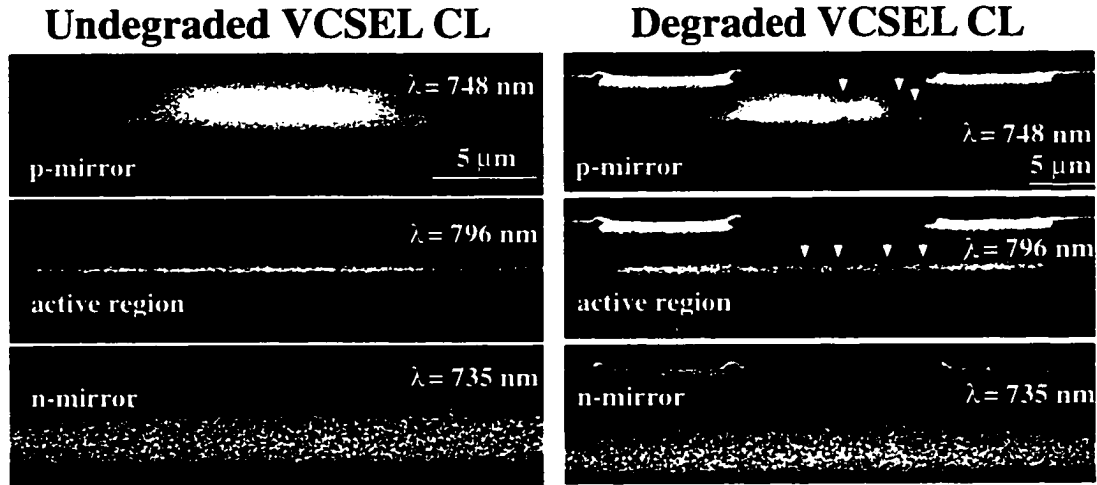 Undegraded VCSEL CL
λ = 748 nm
p-mirror
5 μm
λ = 796 nm
active region
n-mirror
λ = 735 nm
Degraded VCSEL CL
λ = 748 nm
p-mirror
5 μm
λ = 796 nm
active region
n-mirror
λ = 735 nm